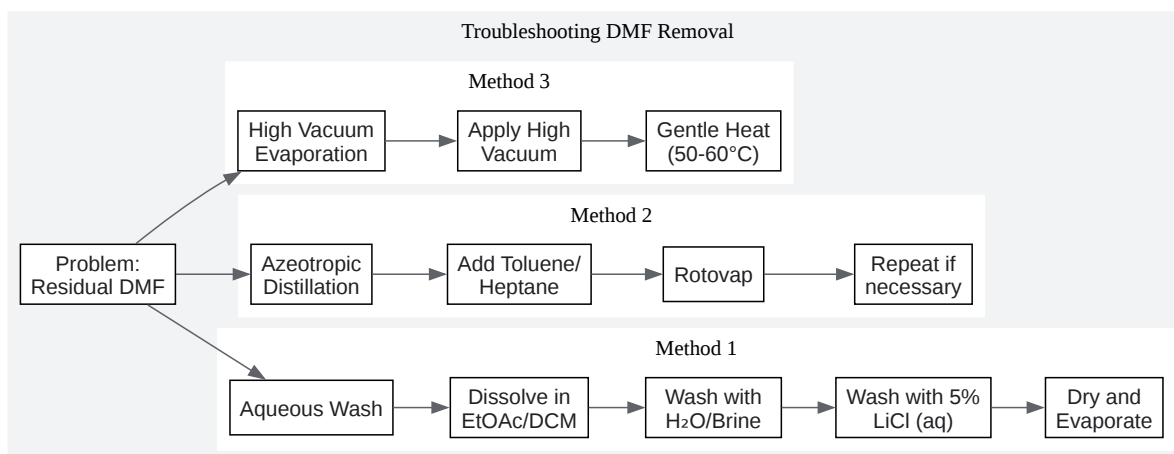 Troubleshooting DMF Removal
Method 3
High Vacuum
Evaporation
Apply High
Vacuum
Gentle Heat
(50-60°C)
Method 2
Problem:
Residual DMF
Azeotropic
Distillation
Add Toluene/
Heptane
Rotovap
Repeat if
necessary
Method 1
Aqueous Wash
Dissolve in
EtOAc/DCM
Wash with
H₂O/Brine
Wash with 5%
LiCl (aq)
Dry and
Evaporate